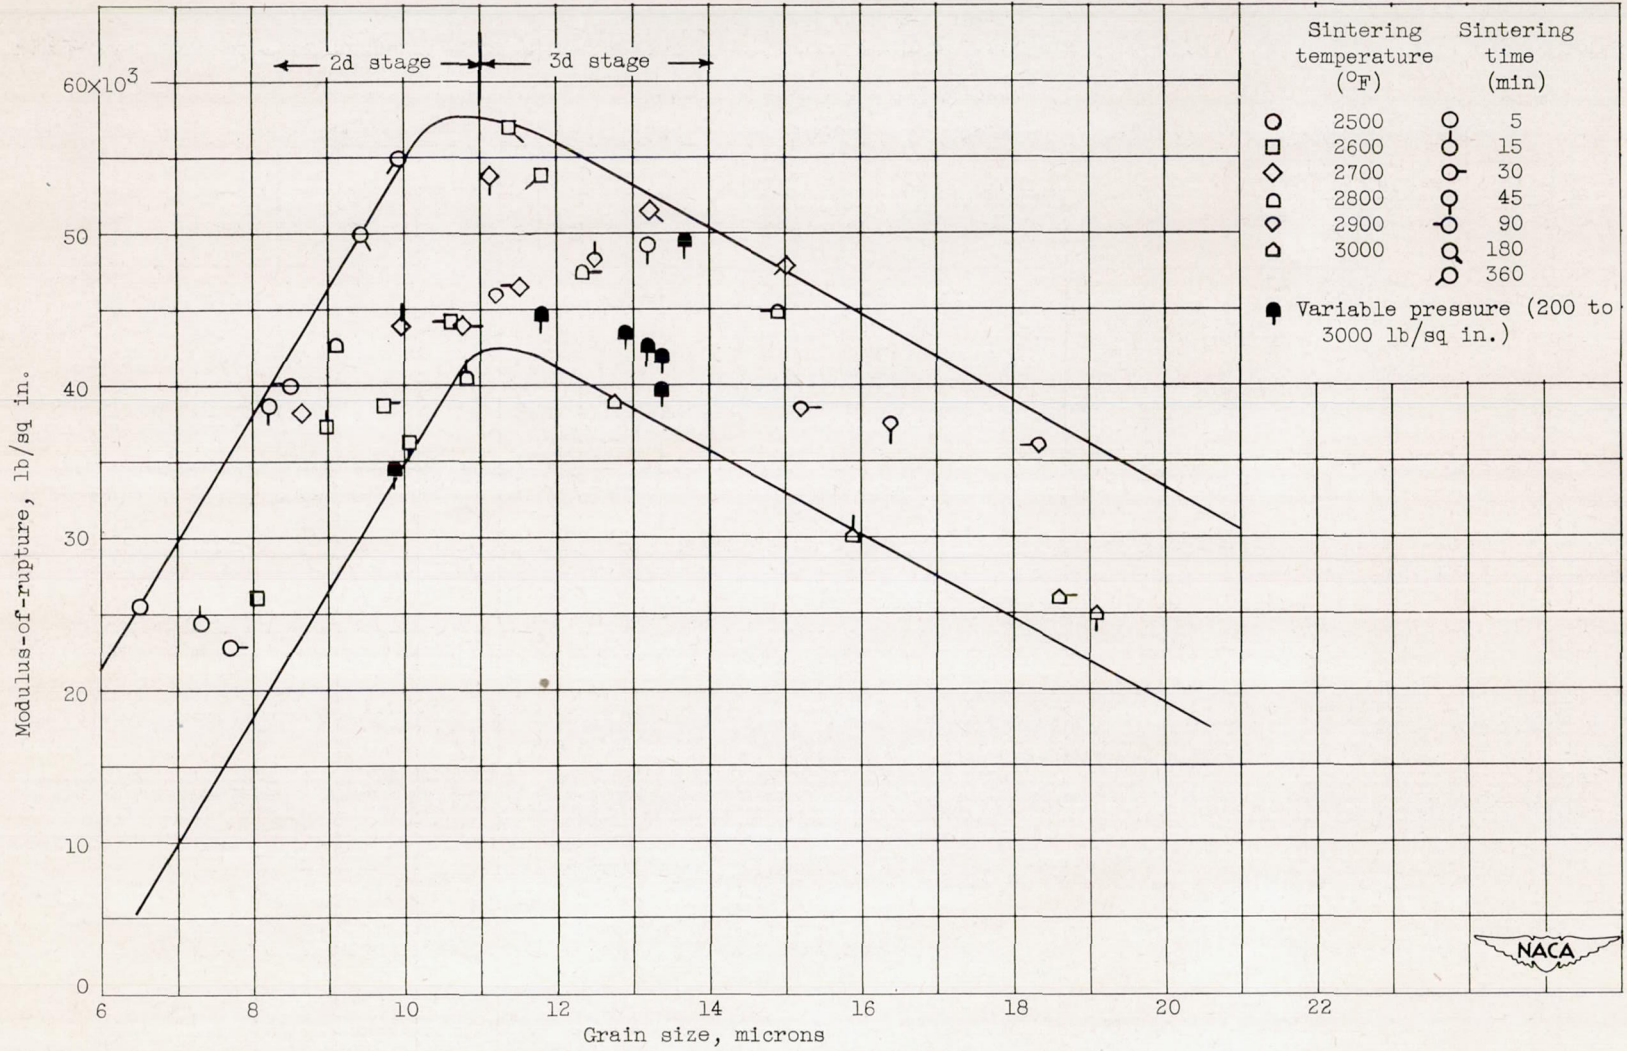 2d stage 3d stage
60×10³
50
40
30
20
10
0
Modulus-of-rupture, lb/sq in.
6 8 10 12 14 16 18 20 22
Grain size, microns
Sintering Sintering
temperature time
(°F) (min)
2500 5
2600 15
2700 30
2800 45
2900 90
3000 180
360
Variable pressure (200 to
3000 lb/sq in.)
NACA